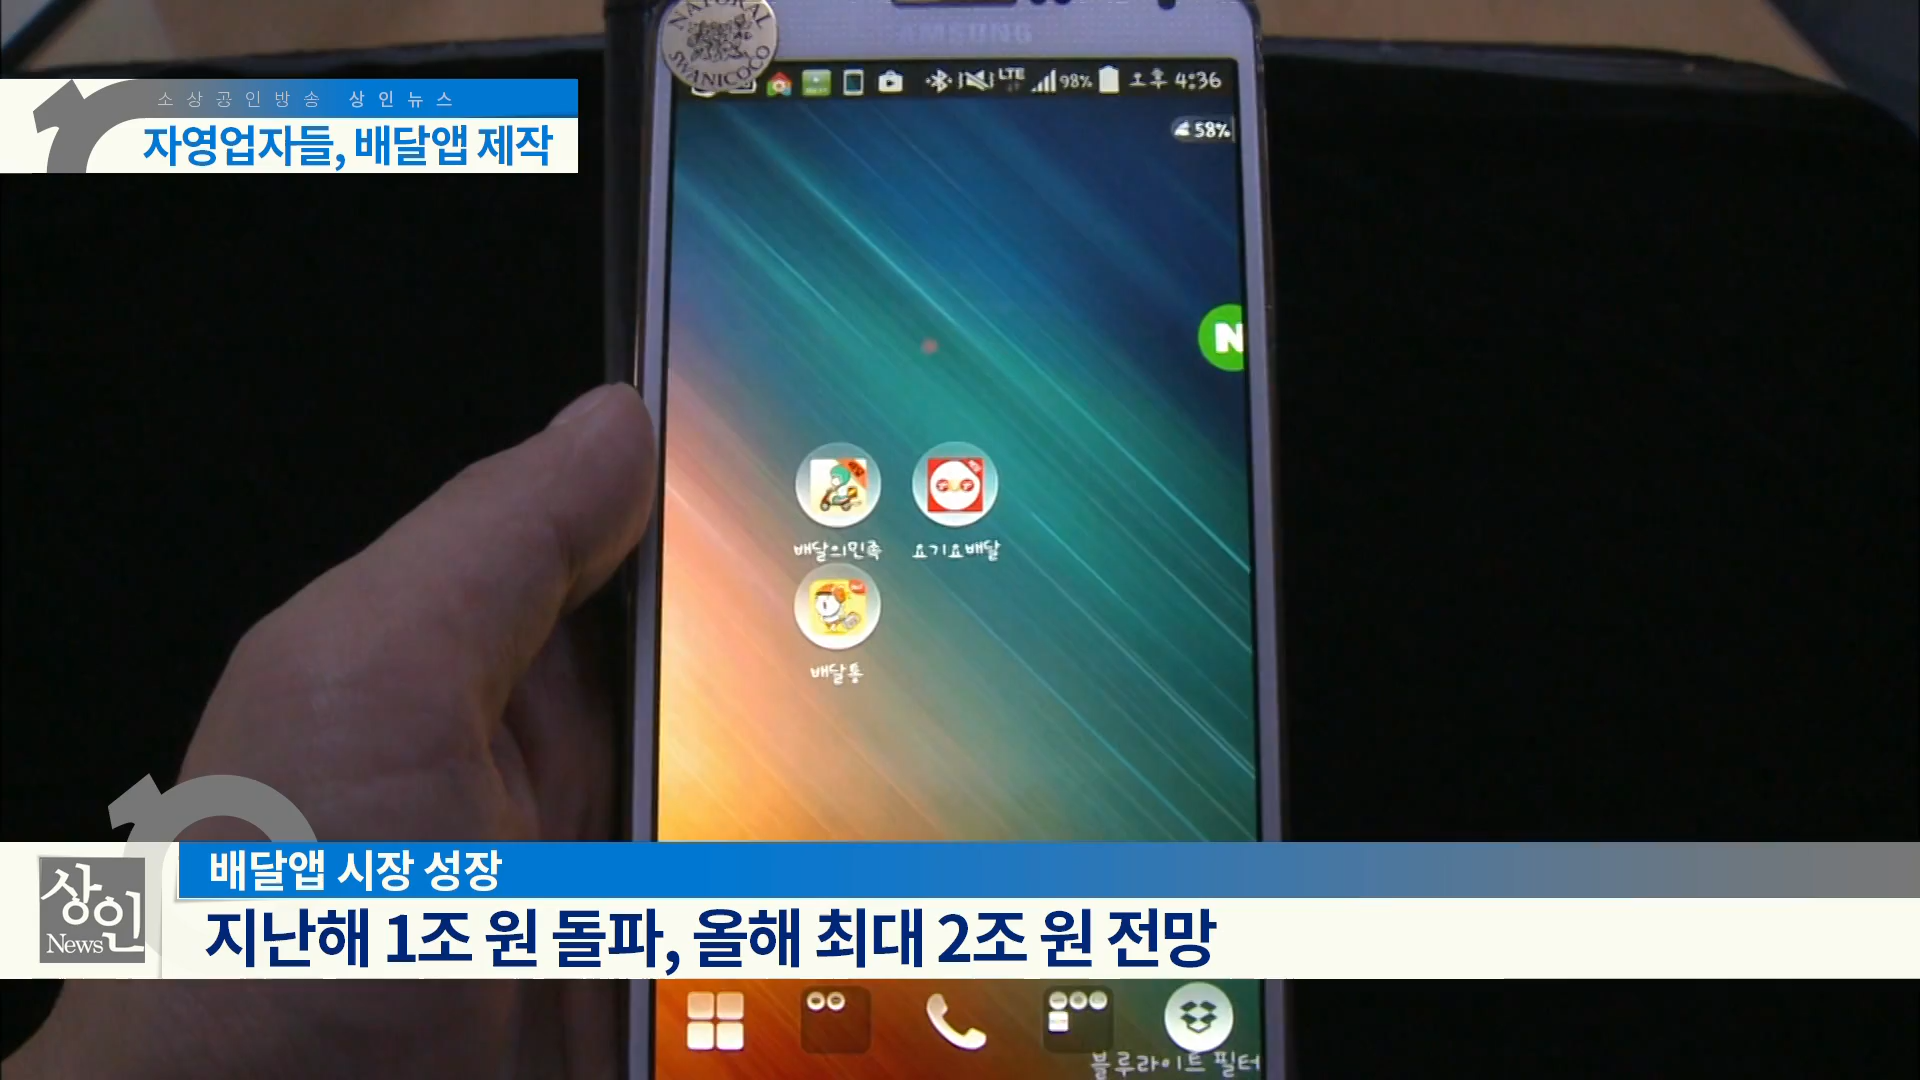 SAMSUNG
NATURAL
SWANICOCO
LTE 98% 오후 4:36
58%
소상공인방송 상인뉴스
자영업자들, 배달앱 제작
N
배달의민족 요기요배달
배달통
배달앱 시장 성장
상인
News
지난해 1조 원 돌파, 올해 최대 2조 원 전망
블루라이트 필터